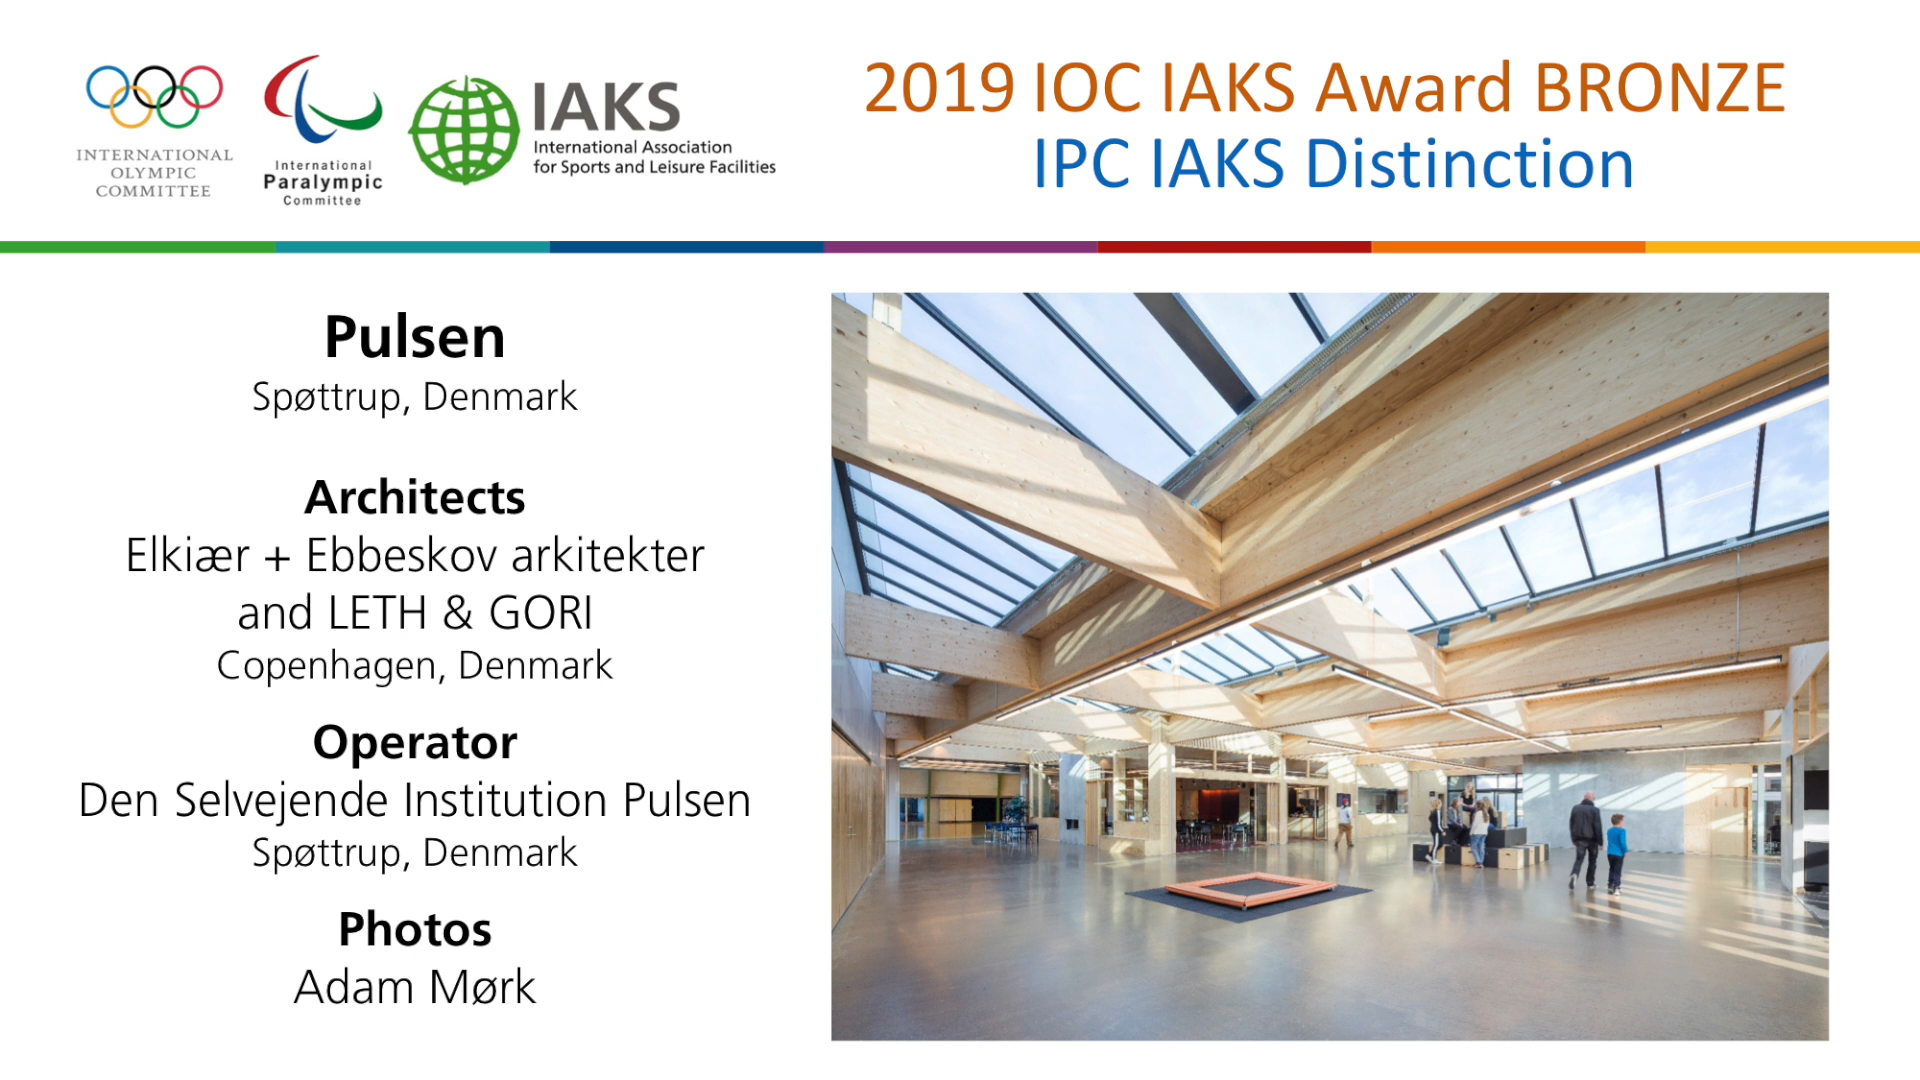 INTERNATIONAL
OLYMPIC
COMMITTEE
International
Paralympic
Committee
IAKS
International Association
for Sports and Leisure Facilities
2019 IOC IAKS Award BRONZE
IPC IAKS Distinction
Pulsen
Spøttrup, Denmark
Architects
Elkiær + Ebbeskov arkitekter
and LETH & GORI
Copenhagen, Denmark
Operator
Den Selvejende Institution Pulsen
Spøttrup, Denmark
Photos
Adam Mørk